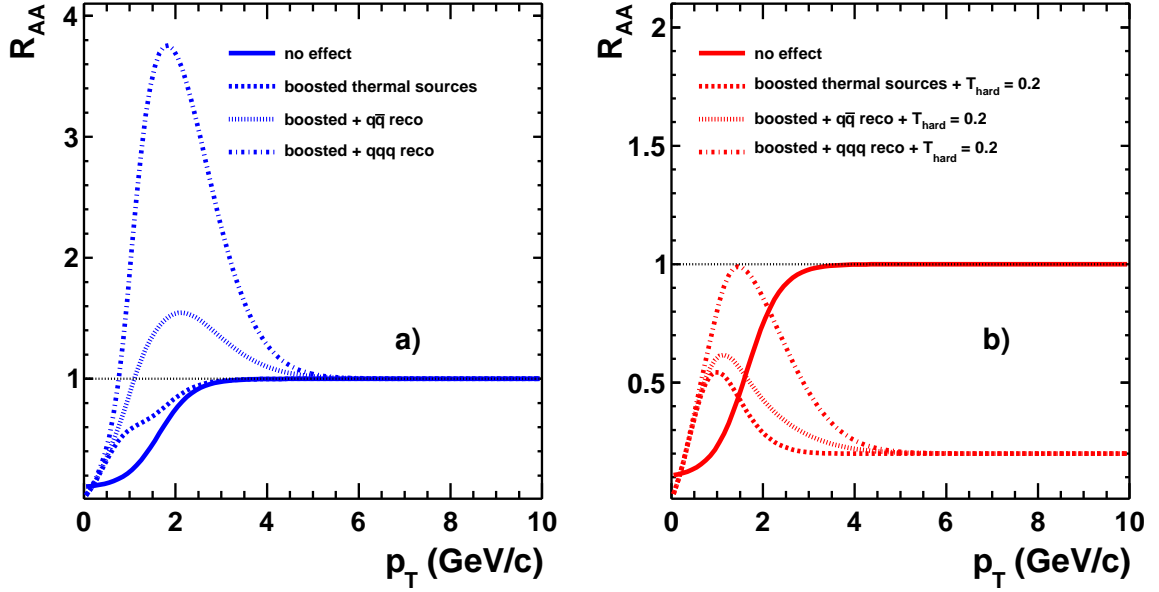 R_AA
4
3
2
1
no effect
boosted thermal sources
boosted + qq̅ reco
boosted + qqq reco
a)
0 2 4 6 8 10
p_T (GeV/c)
R_AA
2
1.5
1
0.5
no effect
boosted thermal sources + T_hard = 0.2
boosted + qq̅ reco + T_hard = 0.2
boosted + qqq reco + T_hard = 0.2
b)
0 2 4 6 8 10
p_T (GeV/c)